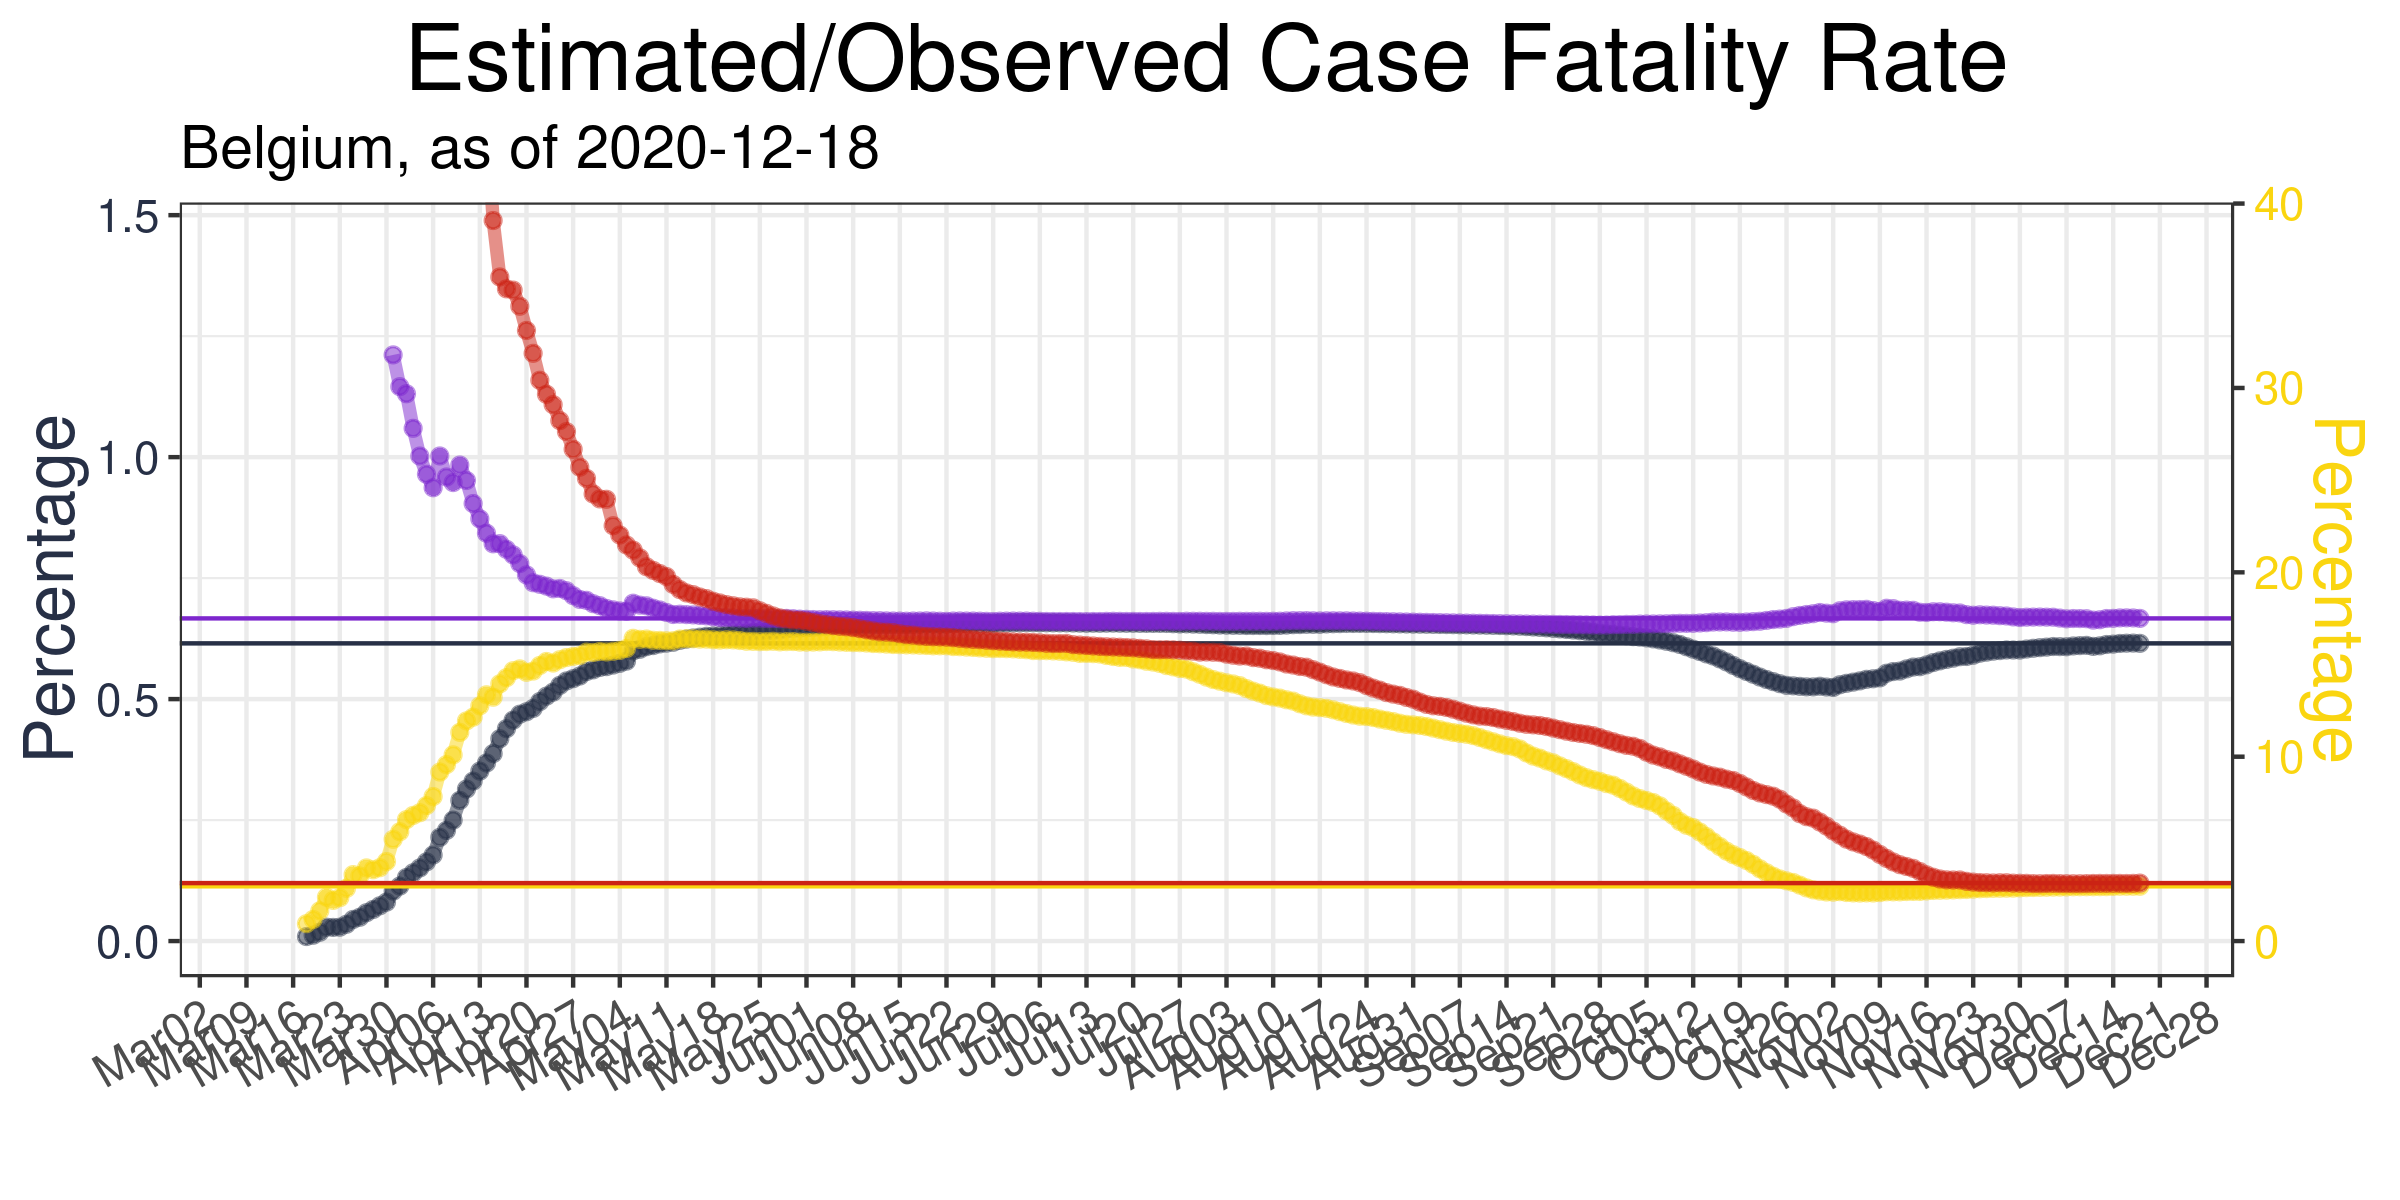 Estimated/Observed Case Fatality Rate
Belgium, as of 2020-12-18
1.5
1.0
0.5
0.0
Percentage
40
30
20
10
0
Percentage
Mar02
Mar09
Mar16
Mar23
Mar30
Apr06
Apr13
Apr20
Apr27
May04
May11
May18
May25
Jun01
Jun08
Jun15
Jun22
Jun29
Jul06
Jul13
Jul20
Jul27
Aug03
Aug10
Aug17
Aug24
Aug31
Sep07
Sep14
Sep21
Sep28
Oct05
Oct12
Oct19
Oct26
Nov02
Nov09
Nov16
Nov23
Nov30
Dec07
Dec14
Dec21
Dec28